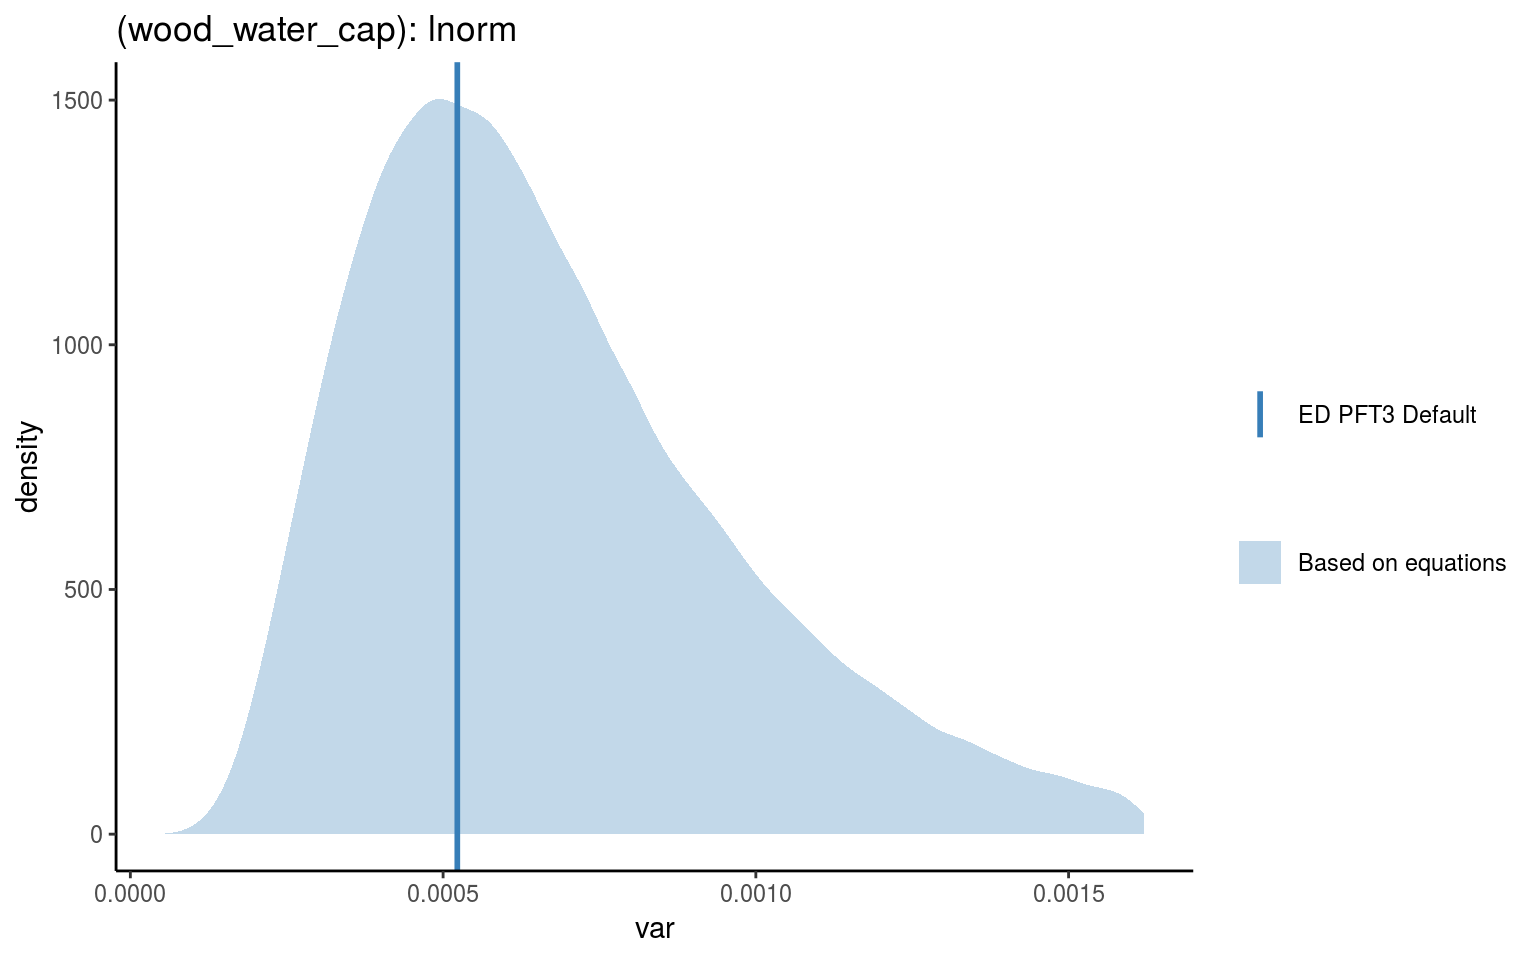 (wood_water_cap): lnorm
1500
1000
500
0
density
0.0000 0.0005 0.0010 0.0015
var
ED PFT3 Default
Based on equations